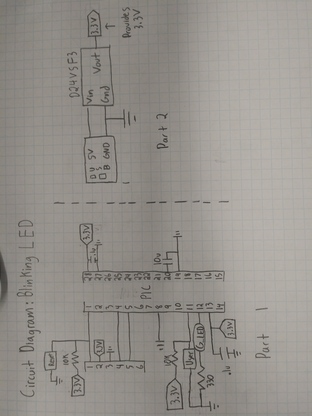 Circuit Diagram: Blinking LED
Reset
10k
3.3V
1
2
3
4
5
6
3.3V
1
2
3
4
5
6
7
8
9
10
11
12
13
14
PIC
28
27
26
25
24
23
22
21
20
19
18
17
16
15
3.3V
.1u
10u
3.3V
10k
User
330
G.LED
.1u
3.3V
Part 1
USB
5V
GND
D24V5F3
Vin
Gnd
Vout
3.3V
Provides
3.3V
Part 2